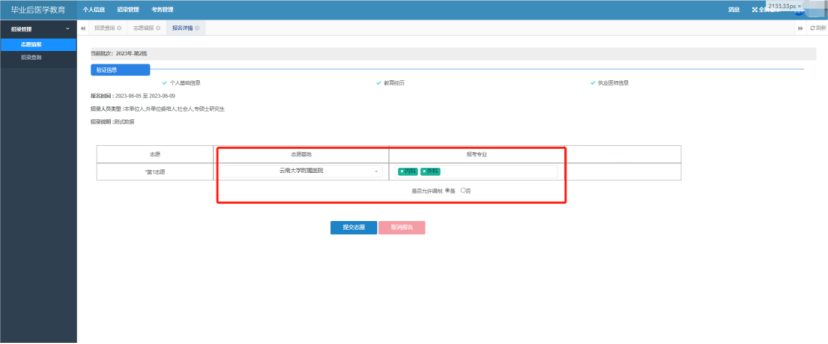 毕业后医学教育
个人信息 招录管理 考务管理 消息
2133.33px ×
招录管理
志愿填报
招录查询
招录查询 志愿填报 报名详情 刷新
当前批次：2023年-第2批
验证信息
个人基础信息 教育经历 执业医师信息
报名时间：2023-06-05 至 2023-06-09
招录人员类型：本单位人,外单位委培人,社会人,专硕士研究生
招录说明：测试数据
志愿 志愿基地 报考专业
*第1志愿 云南大学附属医院 × 内科 × 外科
是否允许调剂 是 否
提交志愿 取消报名